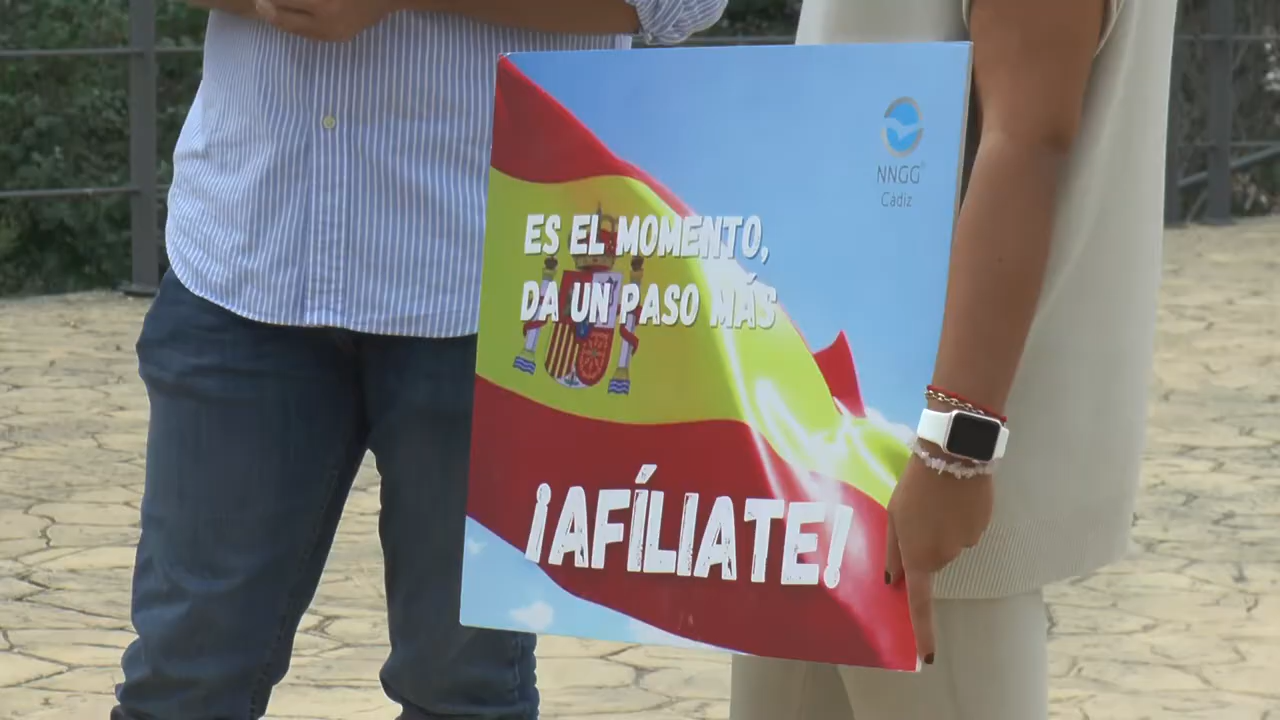 NNGG
Cádiz
ES EL MOMENTO,
DA UN PASO MÁS
¡AFÍLIATE!